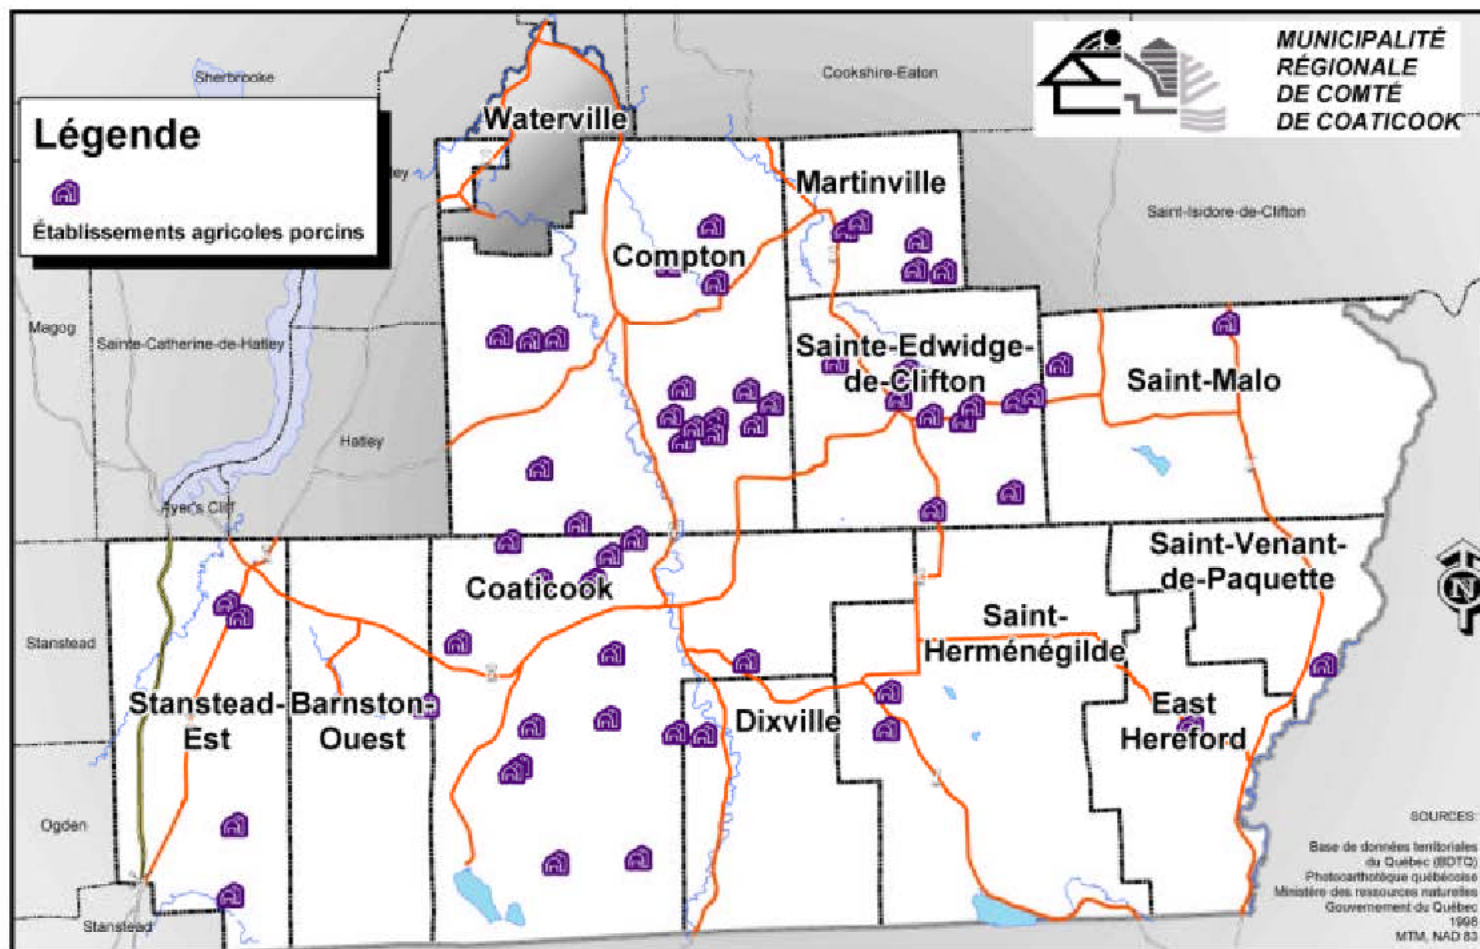 MUNICIPALITÉ
RÉGIONALE
DE COMTÉ
DE COATICOOK
Légende
Établissements agricoles porcins
Sherbrooke
Cookshire-Eaton
Waterville
Martinville
Saint-Isidore-de-Clifton
Compton
Magog
Sainte-Catherine-de-Hatley
Sainte-Edwidge-
de-Clifton
Saint-Malo
Hatley
Ayer's Cliff
Saint-Venant-
de-Paquette
Coaticook
Saint-
Herménégilde
N
Stanstead
Stanstead-
Est
Barnston-
Ouest
Dixville
East
Hereford
Ogden
Stanstead
SOURCES:
Base de données territoriales
du Québec (BDTQ)
Photocarthotèque québécoise
Ministère des ressources naturelles
Gouvernement du Québec
1998
MTM, NAD 83